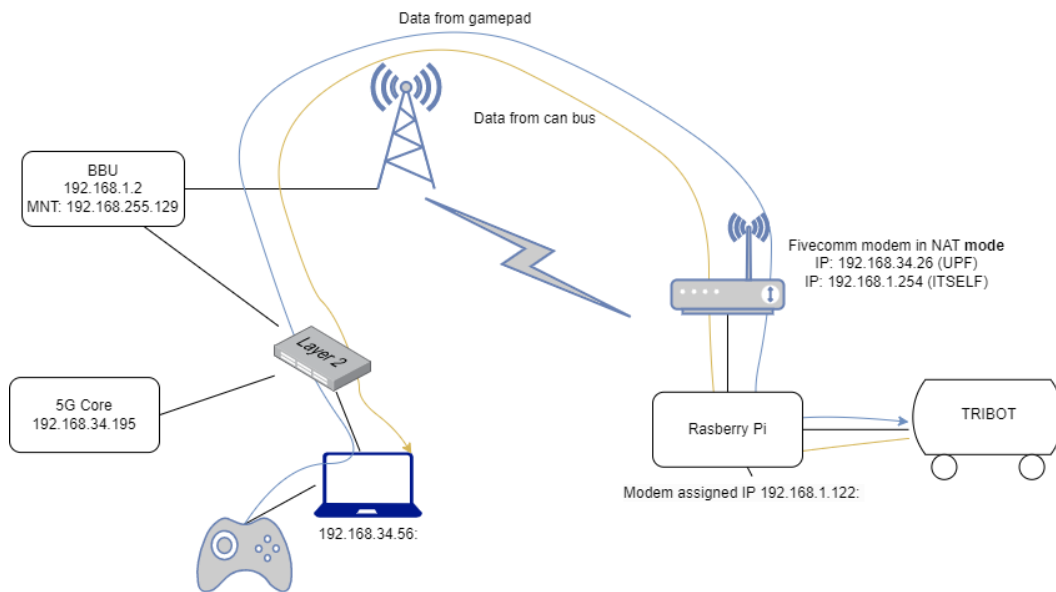 Data from gamepad
Data from can bus
BBU
192.168.1.2
MNT: 192.168.255.129
Fivecomm modem in NAT mode
IP: 192.168.34.26 (UPF)
IP: 192.168.1.254 (ITSELF)
Layer 2
5G Core
192.168.34.195
Rasberry Pi
TRIBOT
Modem assigned IP 192.168.1.122:
192.168.34.56: